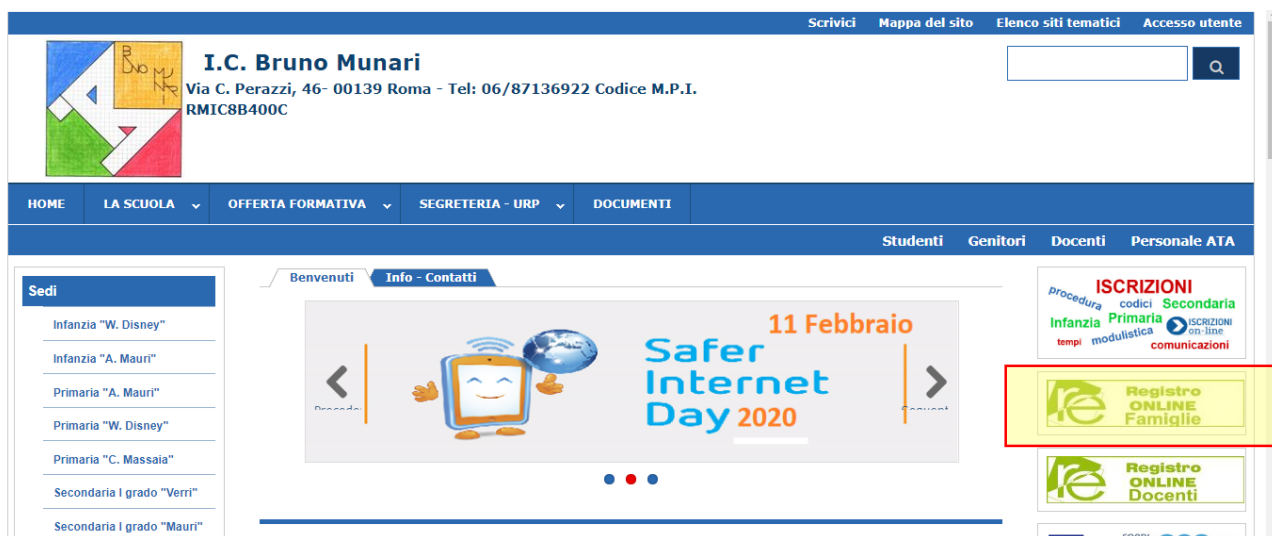 Scrivici Mappa del sito Elenco siti tematici Accesso utente
BRUNO MUNARI
I.C. Bruno Munari
Via C. Perazzi, 46- 00139 Roma - Tel: 06/87136922 Codice M.P.I.
RMIC8B400C
HOME LA SCUOLA OFFERTA FORMATIVA SEGRETERIA - URP DOCUMENTI
Studenti Genitori Docenti Personale ATA
Sedi
Infanzia "W. Disney"
Infanzia "A. Mauri"
Primaria "A. Mauri"
Primaria "W. Disney"
Primaria "C. Massaia"
Secondaria I grado "Verri"
Secondaria I grado "Mauri"
Benvenuti Info - Contatti
11 Febbraio
Safer
Internet
Day 2020
ISCRIZIONI
procedura codici Secondaria
Infanzia Primaria ISCRIZIONI
on-line
tempi modulistica comunicazioni
re Registro
ONLINE
Famiglie
re Registro
ONLINE
Docenti